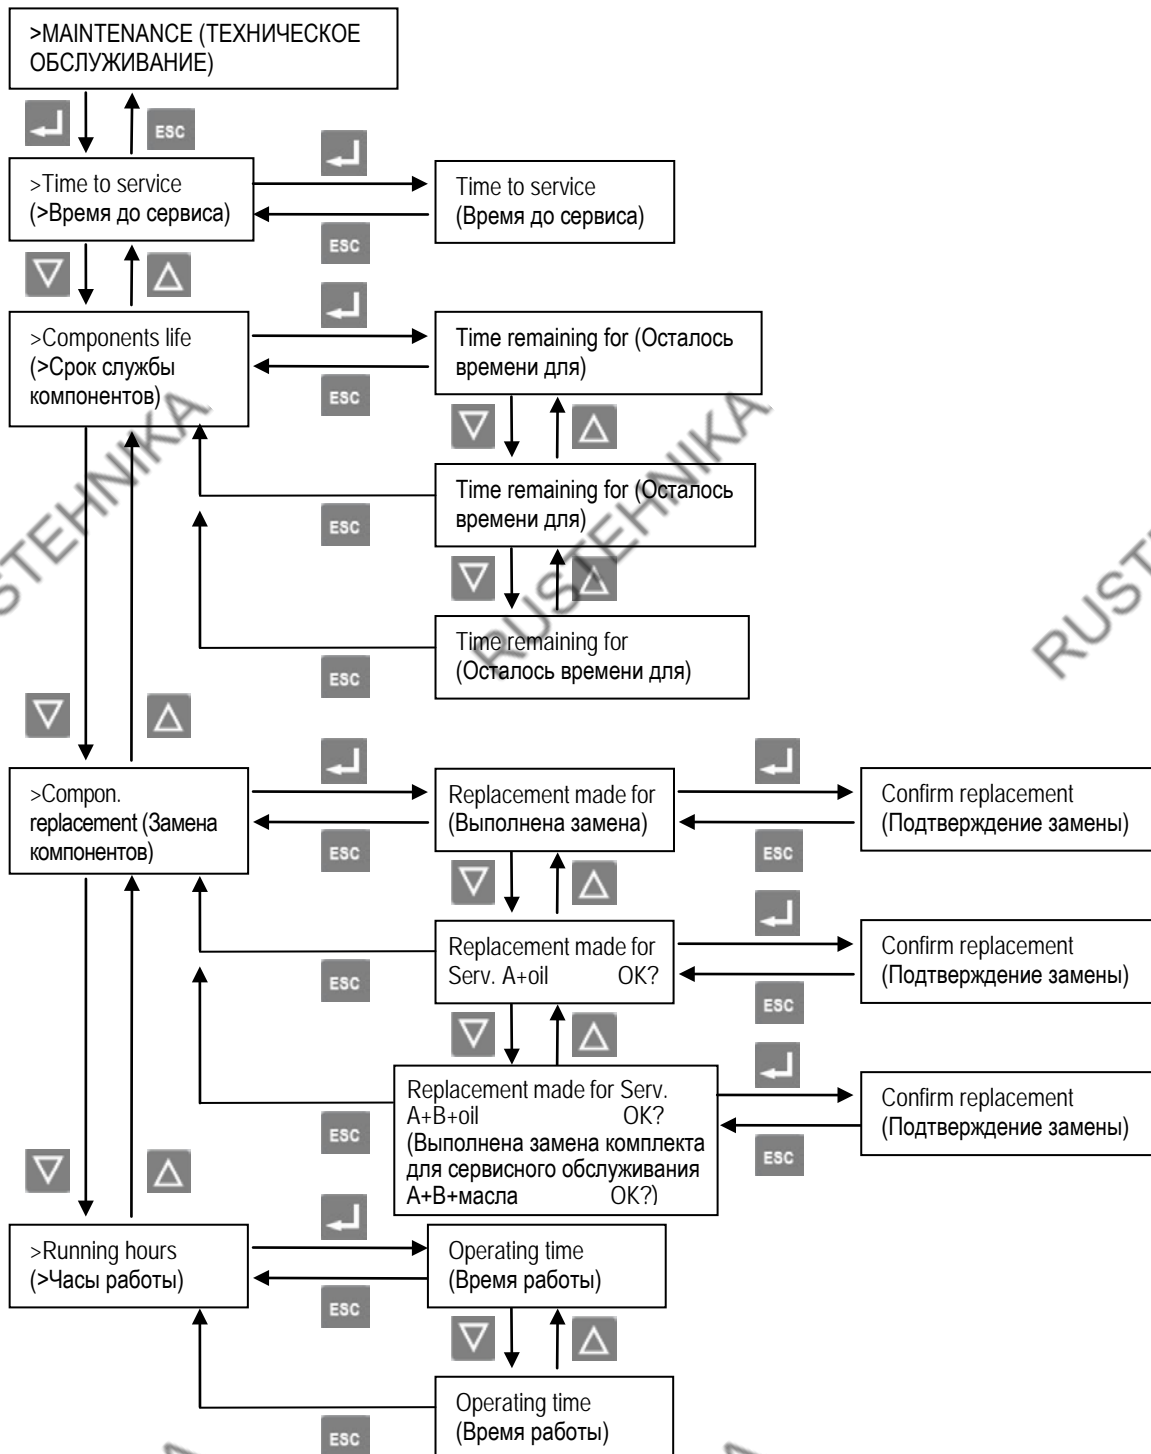 >MAINTENANCE (ТЕХНИЧЕСКОЕ
ОБСЛУЖИВАНИЕ)
ESC
>Time to service
(>Время до сервиса)
Time to service
(Время до сервиса)
ESC
>Components life
(>Срок службы
компонентов)
Time remaining for (Осталось
времени для)
ESC
Time remaining for (Осталось
времени для)
ESC
Time remaining for
(Осталось времени для)
ESC
>Compon.
replacement (Замена
компонентов)
Replacement made for
(Выполнена замена)
Confirm replacement
(Подтверждение замены)
ESC
ESC
Replacement made for
Serv. A+oil OK?
Confirm replacement
(Подтверждение замены)
ESC
ESC
Replacement made for Serv.
A+B+oil OK?
(Выполнена замена комплекта
для сервисного обслуживания
А+В+масла OK?)
Confirm replacement
(Подтверждение замены)
ESC
ESC
>Running hours
(>Часы работы)
Operating time
(Время работы)
ESC
Operating time
(Время работы)
ESC
RUSTEHNIKA